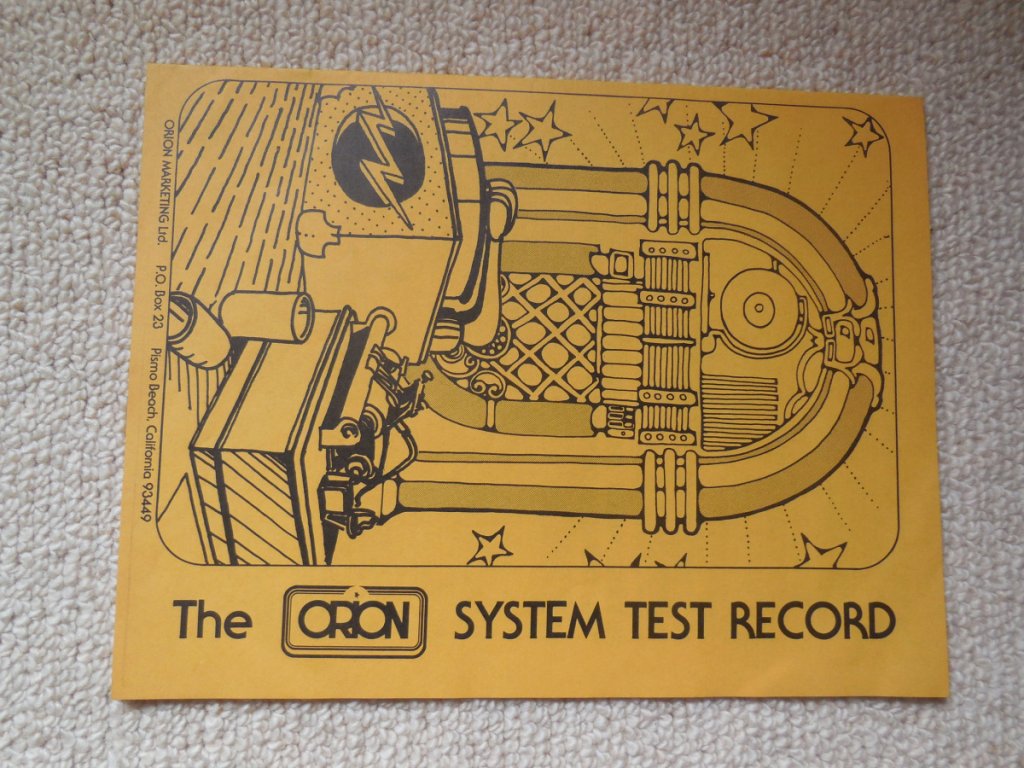 The ORION SYSTEM TEST RECORD
ORION MARKETING Ltd. P.O. Box 23 Pismo Beach, California 93449